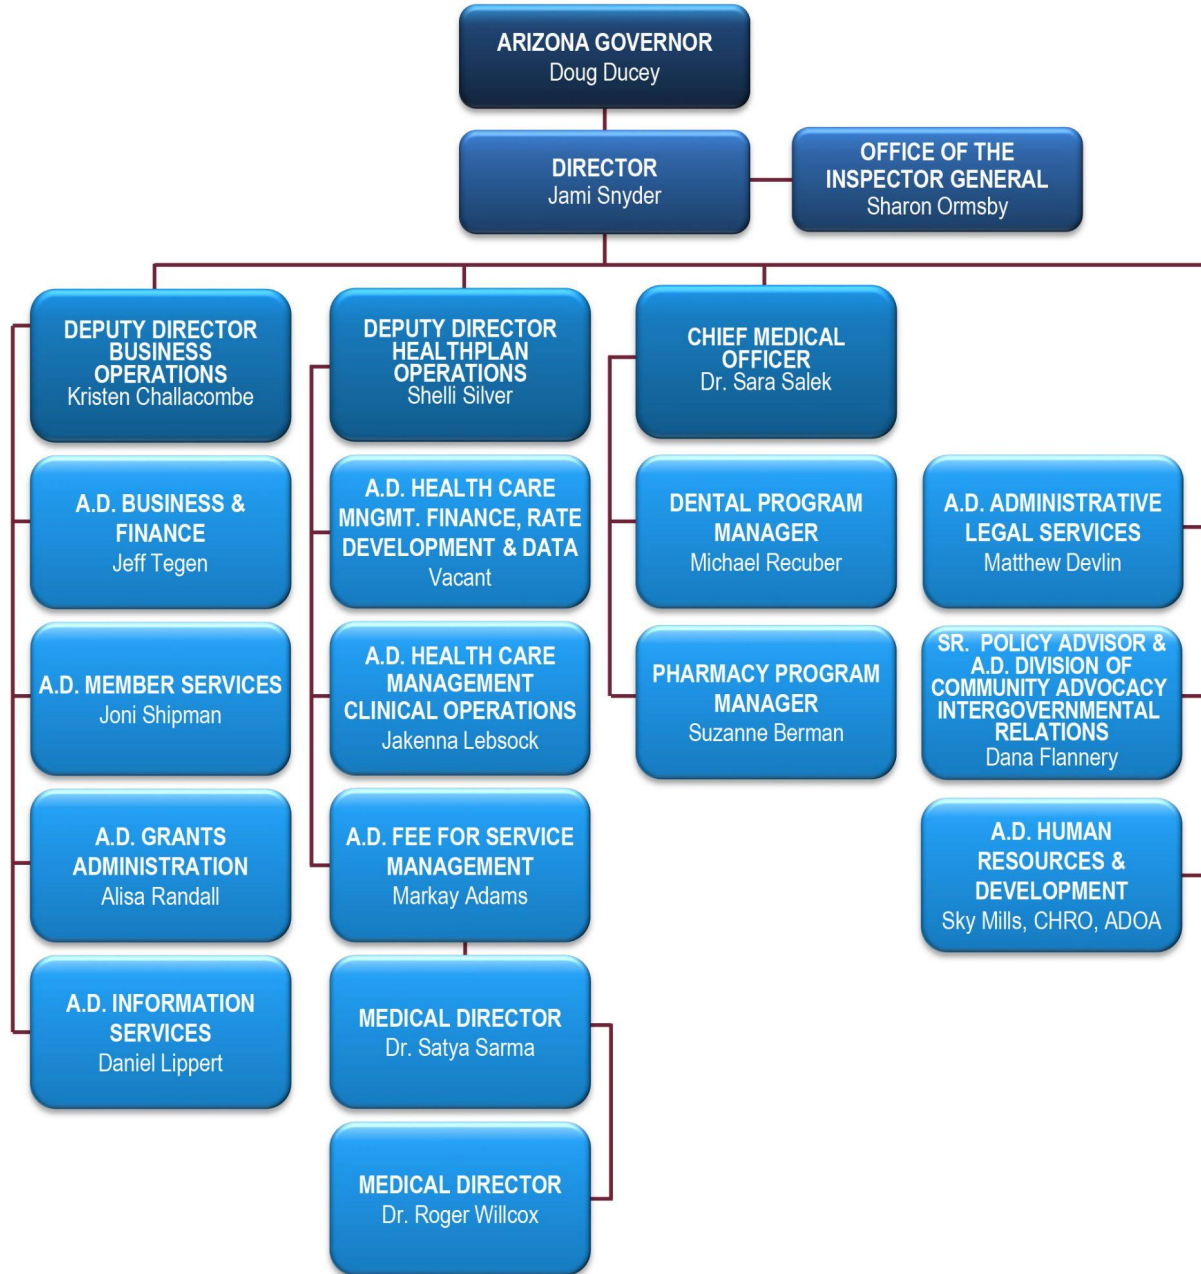 ARIZONA GOVERNOR
Doug Ducey
DIRECTOR
Jami Snyder
OFFICE OF THE
INSPECTOR GENERAL
Sharon Ormsby
DEPUTY DIRECTOR
BUSINESS
OPERATIONS
Kristen Challacombe
A.D. BUSINESS &
FINANCE
Jeff Tegen
A.D. MEMBER SERVICES
Joni Shipman
A.D. GRANTS
ADMINISTRATION
Alisa Randall
A.D. INFORMATION
SERVICES
Daniel Lippert
DEPUTY DIRECTOR
HEALTHPLAN
OPERATIONS
Shelli Silver
A.D. HEALTH CARE
MNGMT. FINANCE, RATE
DEVELOPMENT & DATA
Vacant
A.D. HEALTH CARE
MANAGEMENT
CLINICAL OPERATIONS
Jakenna Lebsock
A.D. FEE FOR SERVICE
MANAGEMENT
Markay Adams
MEDICAL DIRECTOR
Dr. Satya Sarma
MEDICAL DIRECTOR
Dr. Roger Willcox
CHIEF MEDICAL
OFFICER
Dr. Sara Salek
DENTAL PROGRAM
MANAGER
Michael Recuber
PHARMACY PROGRAM
MANAGER
Suzanne Berman
A.D. ADMINISTRATIVE
LEGAL SERVICES
Matthew Devlin
SR. POLICY ADVISOR &
A.D. DIVISION OF
COMMUNITY ADVOCACY
INTERGOVERNMENTAL
RELATIONS
Dana Flannery
A.D. HUMAN
RESOURCES &
DEVELOPMENT
Sky Mills, CHRO, ADOA